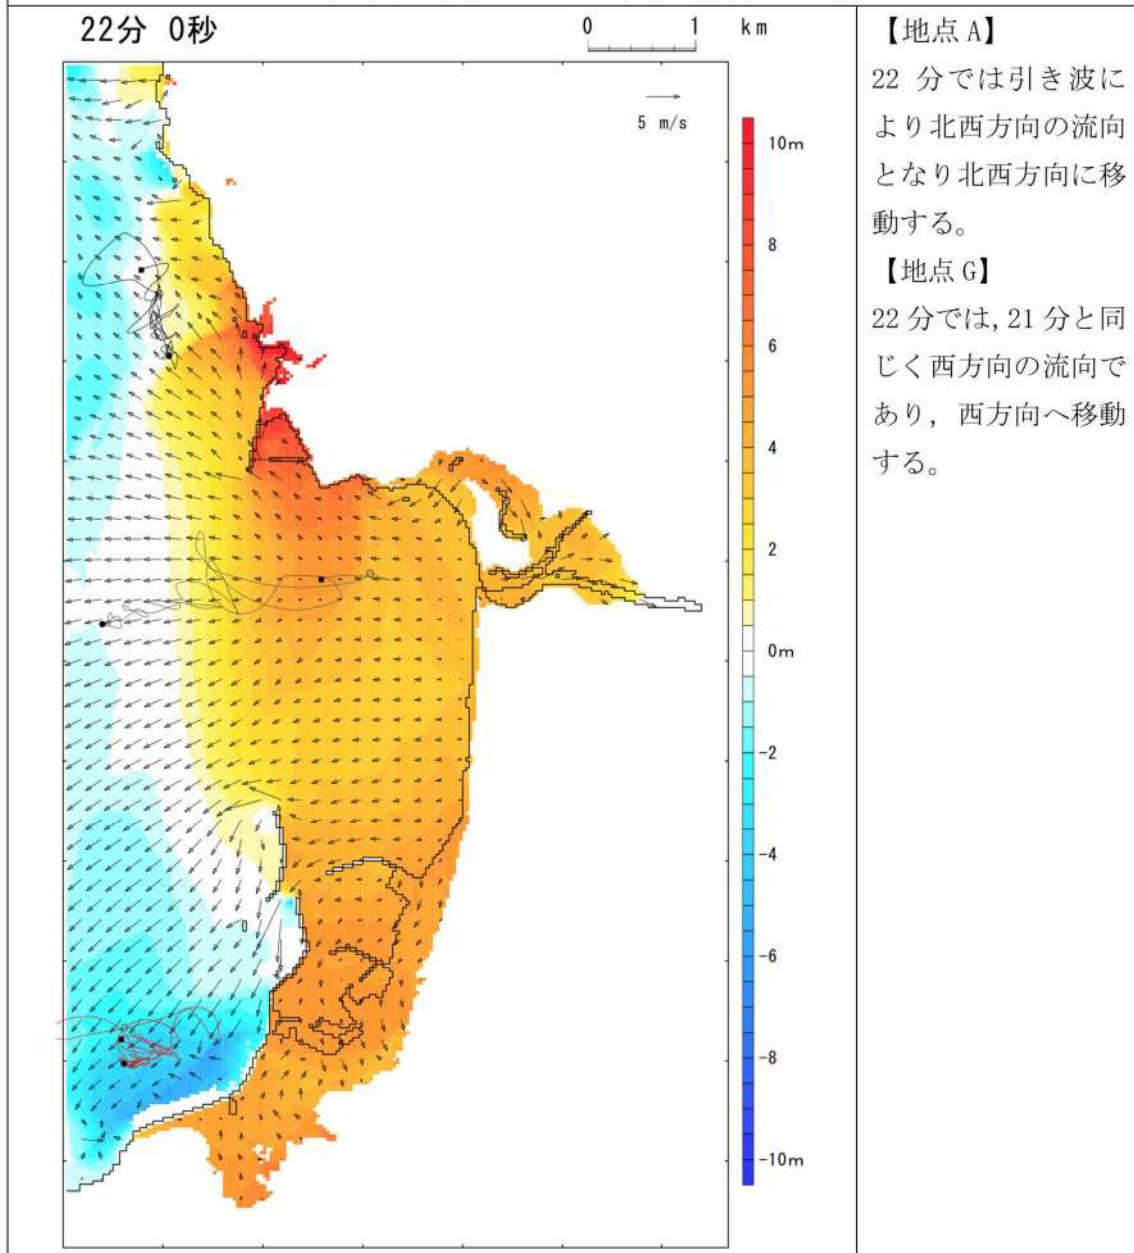 22分 0秒
0 1 km
5 m/s
10m
8
6
4
2
0m
-2
-4
-6
-8
-10m
【地点 A】
22 分では引き波に
より北西方向の流向
となり北西方向に移
動する。
【地点 G】
22 分では,21 分と同
じく西方向の流向で
あり，西方向へ移動
する。